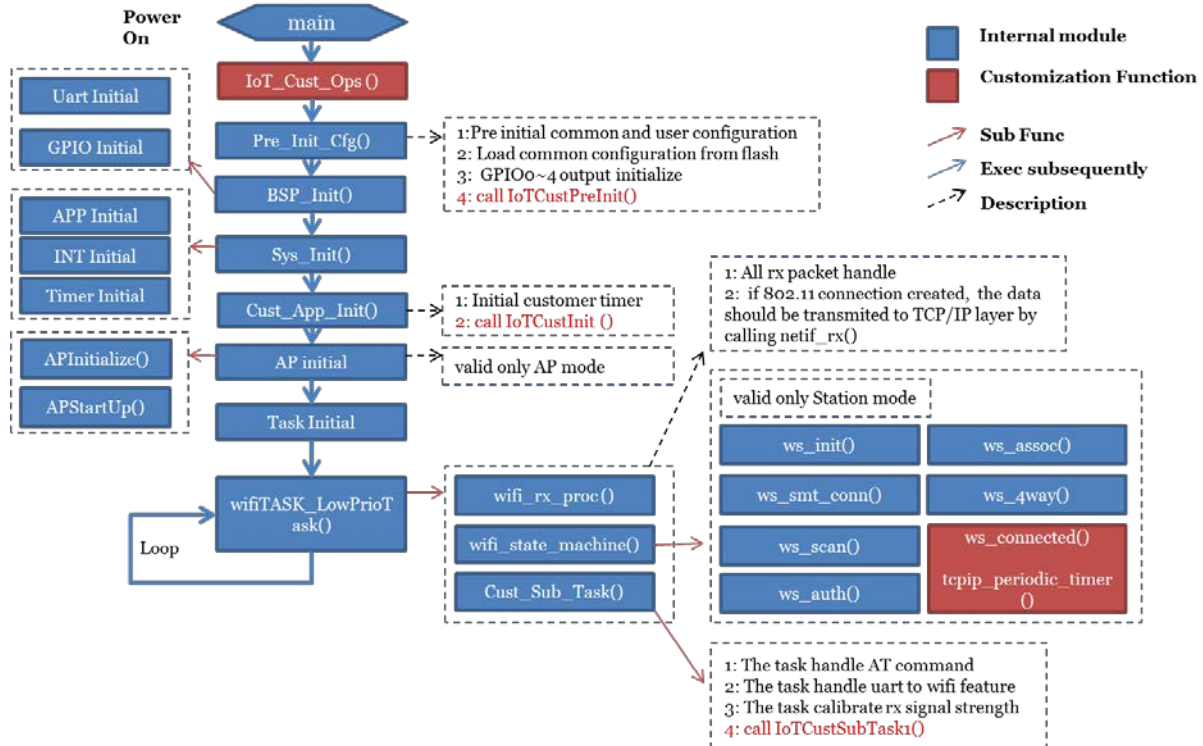 Power
On
main
Internal module
Customization Function
Sub Func
Exec subsequently
Description
IoT_Cust_Ops ()
Uart Initial
GPIO Initial
Pre_Init_Cfg()
1:Pre initial common and user configuration
2: Load common configuration from flash
3: GPIO0~4 output initialize
4: call IoTCustPreInit()
BSP_Init()
APP Initial
INT Initial
Timer Initial
Sys_Init()
Cust_App_Init()
1: Initial customer timer
2: call IoTCustInit ()
APInitialize()
APStartUp()
AP initial
valid only AP mode
Task Initial
1: All rx packet handle
2: if 802.11 connection created, the data
should be transmited to TCP/IP layer by
calling netif_rx()
wifiTASK_LowPrioT
ask()
Loop
wifi_rx_proc()
wifi_state_machine()
Cust_Sub_Task()
valid only Station mode
ws_init()
ws_assoc()
ws_smt_conn()
ws_4way()
ws_scan()
ws_auth()
ws_connected()
tcpip_periodic_timer
()
1: The task handle AT command
2: The task handle uart to wifi feature
3: The task calibrate rx signal strength
4: call IoTCustSubTask1()